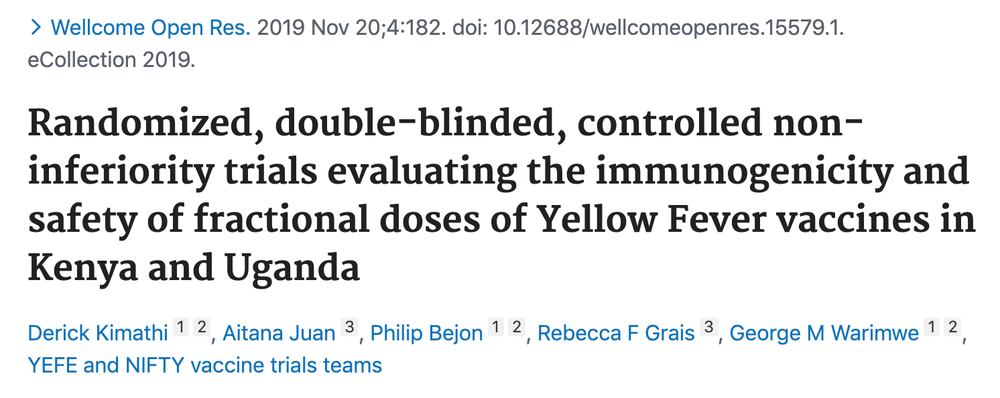 > Wellcome Open Res. 2019 Nov 20;4:182. doi: 10.12688/wellcomeopenres.15579.1.
eCollection 2019.
Randomized, double-blinded, controlled non-
inferiority trials evaluating the immunogenicity and
safety of fractional doses of Yellow Fever vaccines in
Kenya and Uganda
Derick Kimathi 1 2, Aitana Juan 3, Philip Bejon 1 2, Rebecca F Grais 3, George M Warimwe 1 2,
YEFE and NIFTY vaccine trials teams